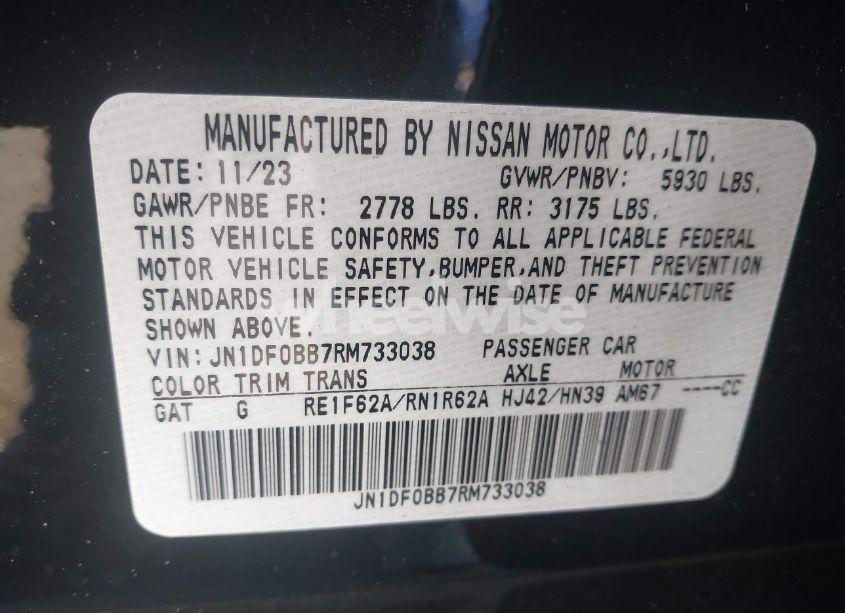 MANUFACTURED BY NISSAN MOTOR CO.,LTD.
DATE: 11/23 GVWR/PNBV: 5930 LBS.
GAWR/PNBE FR: 2778 LBS. RR: 3175 LBS.
THIS VEHICLE CONFORMS TO ALL APPLICABLE FEDERAL
MOTOR VEHICLE SAFETY,BUMPER,AND THEFT PREVENTION
STANDARDS IN EFFECT ON THE DATE OF MANUFACTURE
SHOWN ABOVE.
wheelwise
VIN: JN1DF0BB7RM733038 PASSENGER CAR
COLOR TRIM TRANS AXLE MOTOR
GAT G RE1F62A/RN1R62A HJ42/HN39 AM67 ----CC
JN1DF0BB7RM733038